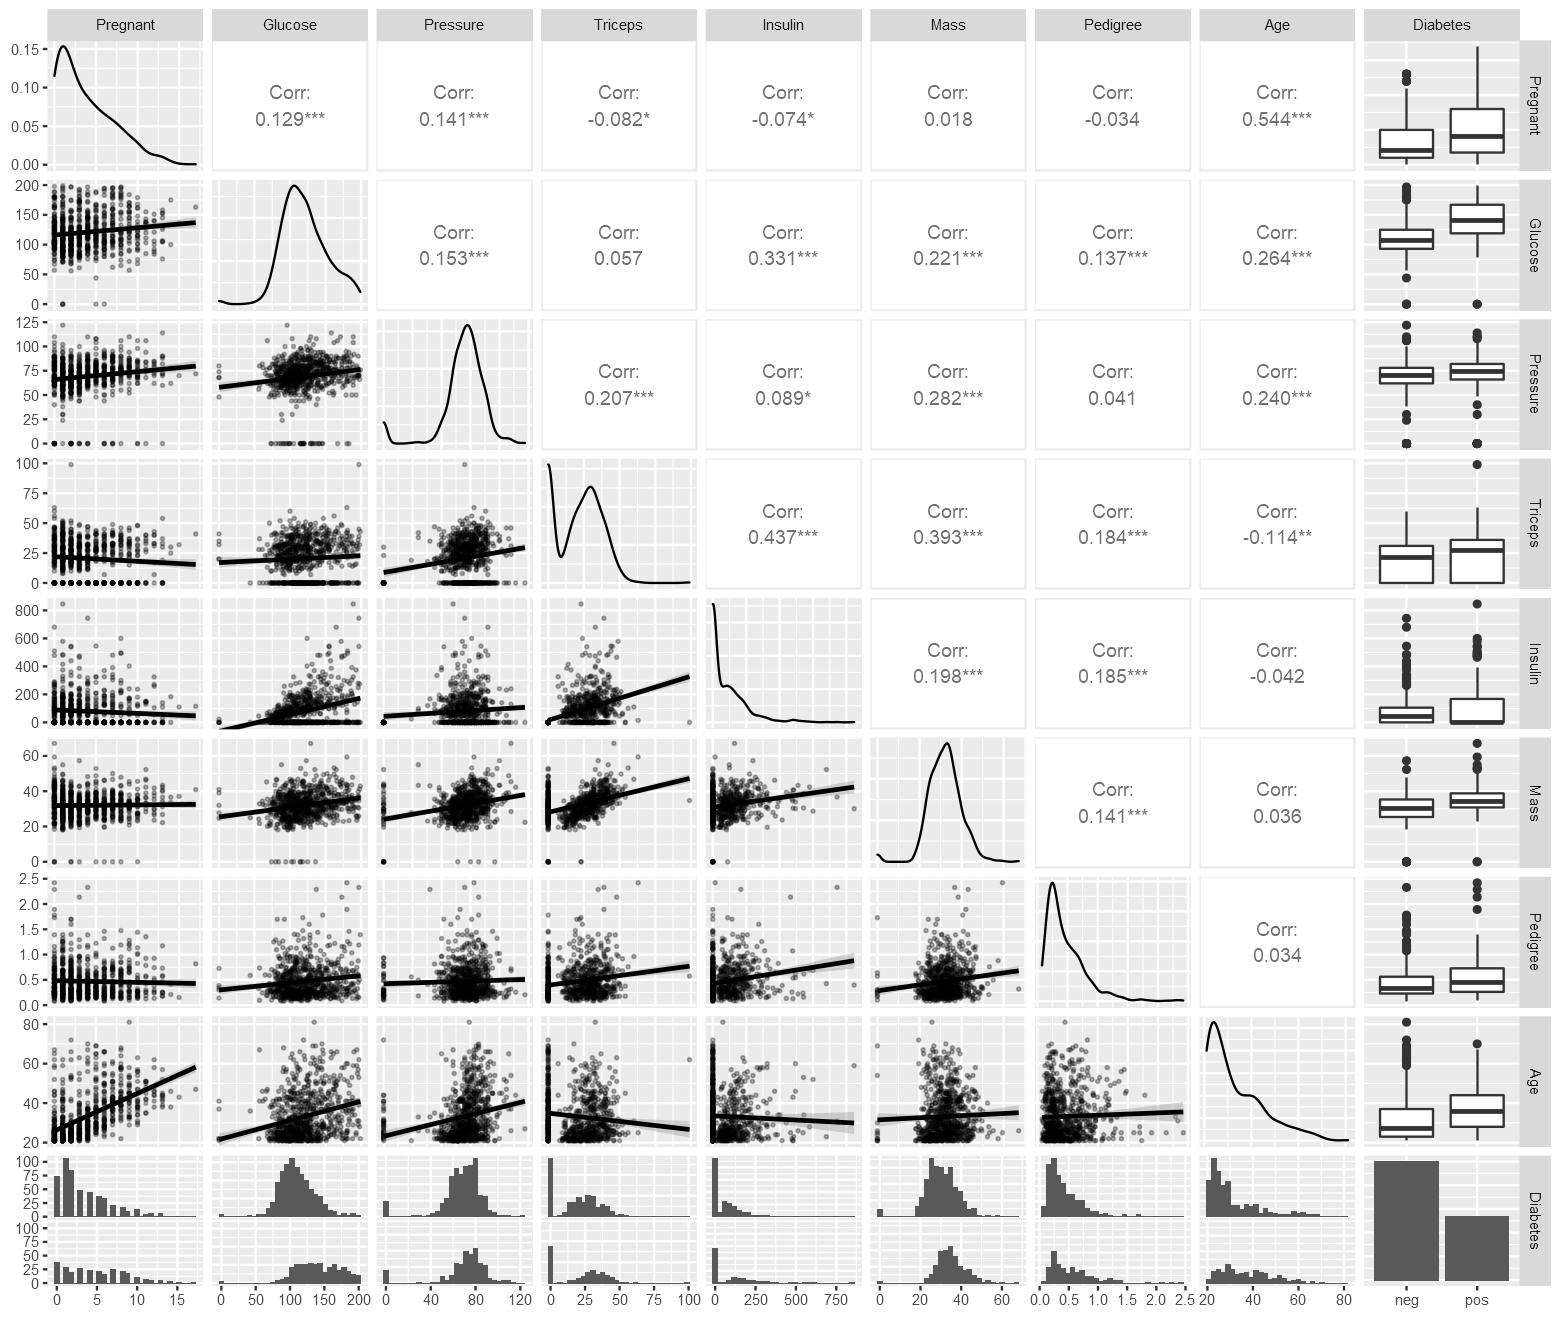 Pregnant Glucose Pressure Triceps Insulin Mass Pedigree Age Diabetes
0.15
0.10
0.05
0.00
Corr: Corr: Corr: Corr: Corr: Corr: Corr:
0.129*** 0.141*** -0.082* -0.074* 0.018 -0.034 0.544***
Pregnant
200
150
100
50
0
Corr: Corr: Corr: Corr: Corr: Corr:
0.153*** 0.057 0.331*** 0.221*** 0.137*** 0.264***
Glucose
125
100
75
50
25
0
Corr: Corr: Corr: Corr: Corr:
0.207*** 0.089* 0.282*** 0.041 0.240***
Pressure
100
75
50
25
0
Corr: Corr: Corr: Corr:
0.437*** 0.393*** 0.184*** -0.114**
Triceps
800
600
400
200
0
Corr: Corr: Corr:
0.198*** 0.185*** -0.042
Insulin
60
40
20
0
Corr: Corr:
0.141*** 0.036
Mass
2.5
2.0
1.5
1.0
0.5
0.0
Corr:
0.034
Pedigree
80
60
40
20
Age
100
75
50
25
0
100
75
50
25
0
Diabetes
0 5 10 15 0 50 100 150 200 0 40 80 120 0 25 50 75 100 0 250 500 750 0 20 40 60 0.0 0.5 1.0 1.5 2.0 2.5 20 40 60 80 neg pos